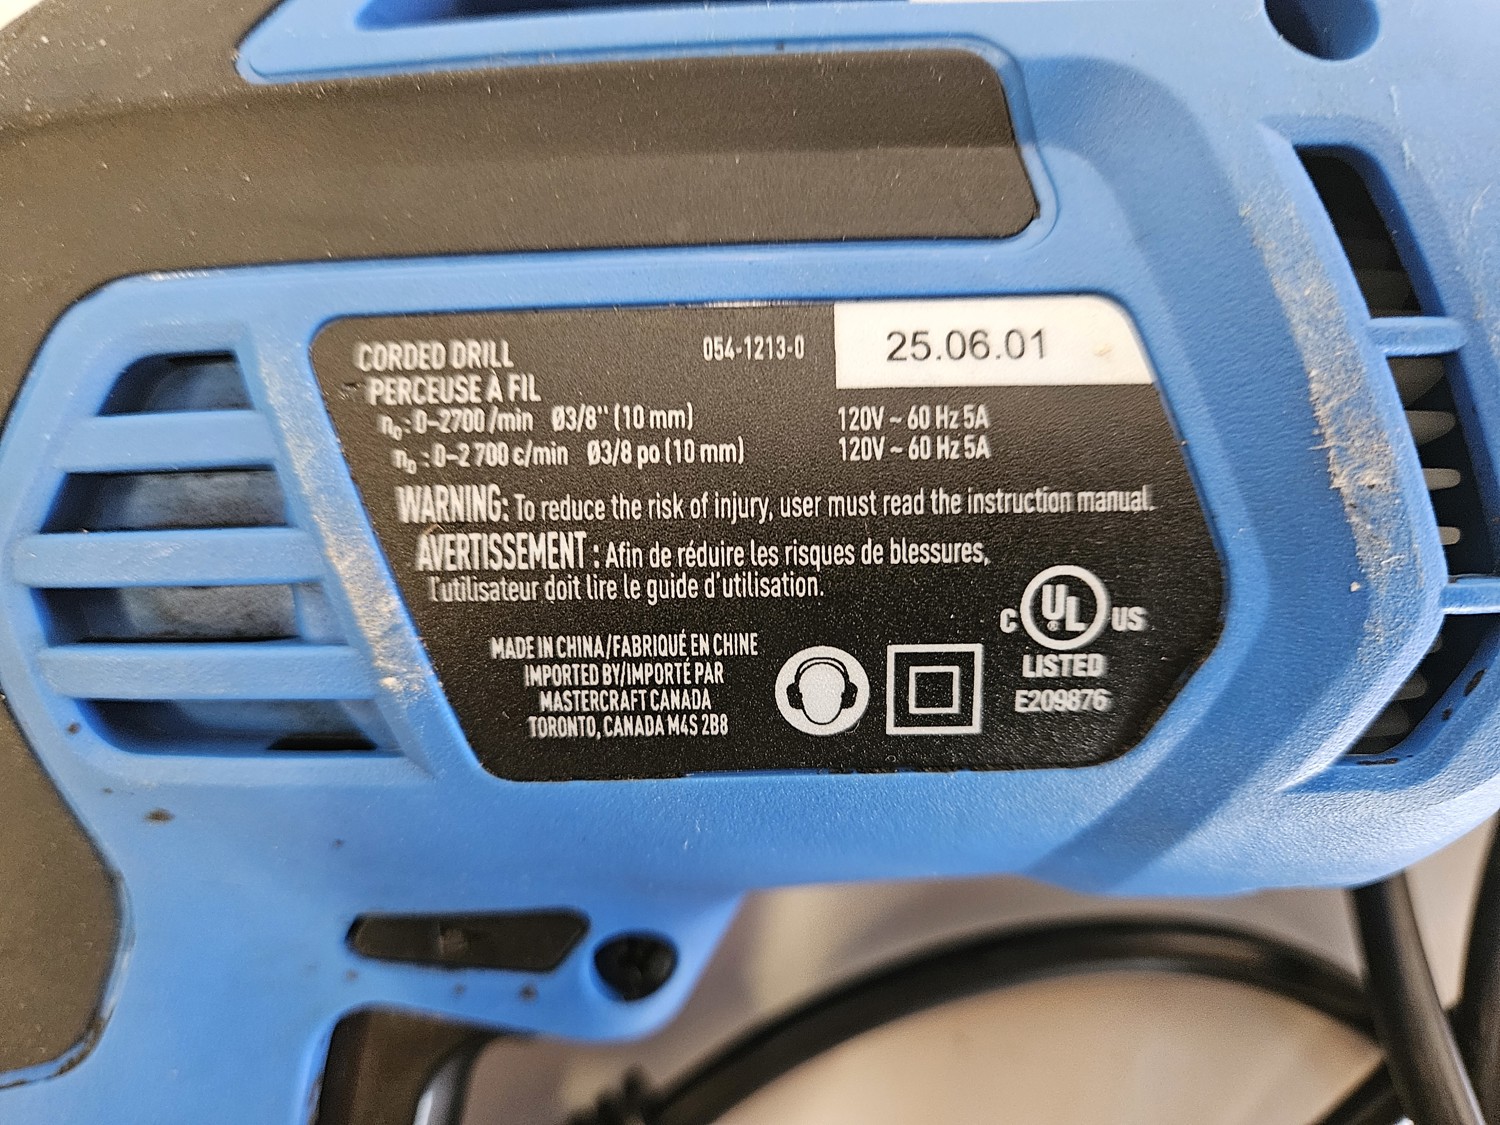 CORDED DRILL 054-1213-0 25.06.01
PERCEUSE À FIL
n₀: 0-2700 /min Ø3/8" (10 mm) 120V ~ 60 Hz 5A
n₀ : 0-2 700 c/min Ø3/8 po (10 mm) 120V ~ 60 Hz 5A
WARNING: To reduce the risk of injury, user must read the instruction manual.
AVERTISSEMENT : Afin de réduire les risques de blessures,
l'utilisateur doit lire le guide d'utilisation.
MADE IN CHINA/FABRIQUÉ EN CHINE
IMPORTED BY/IMPORTÉ PAR
MASTERCRAFT CANADA
TORONTO, CANADA M4S 2B8
C UL® US
LISTED
E209876